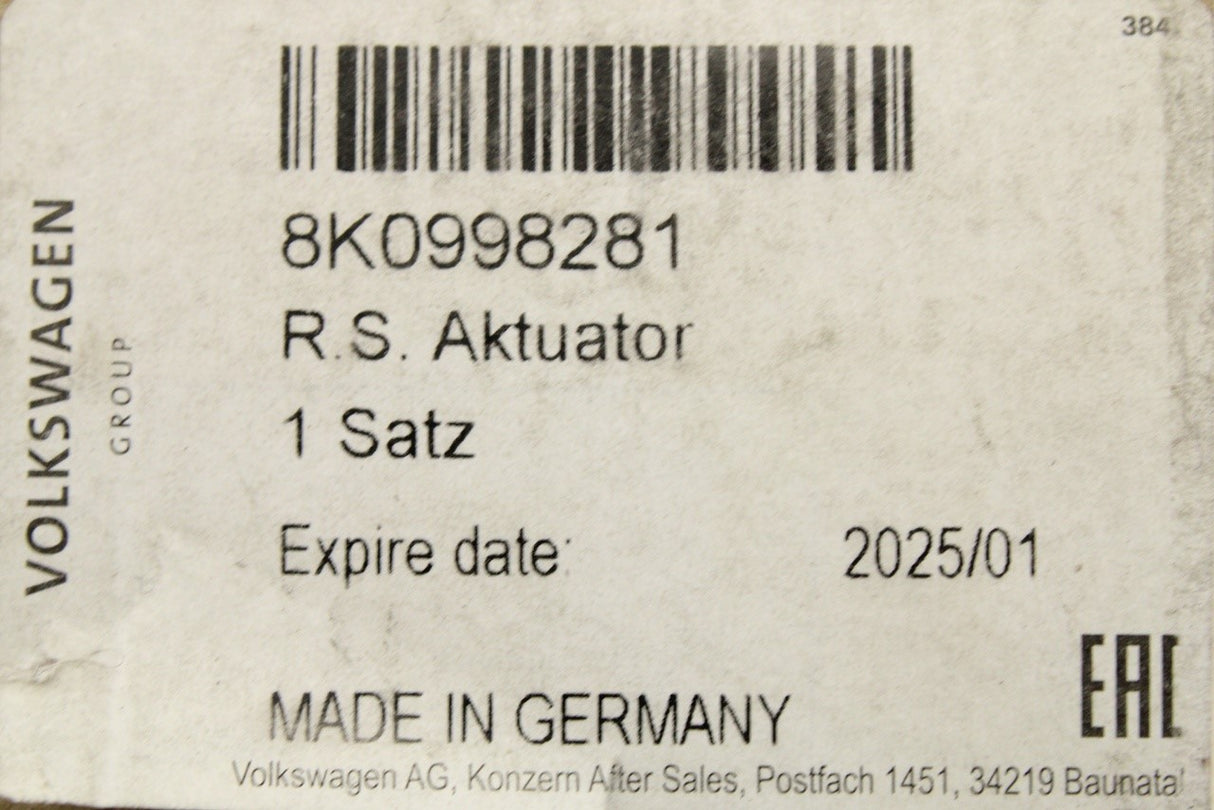 384
8K0998281
R.S. Aktuator
1 Satz
Expire date: 2025/01
MADE IN GERMANY
Volkswagen AG, Konzern After Sales, Postfach 1451, 34219 Baunatal
VOLKSWAGEN
GROUP
EAC